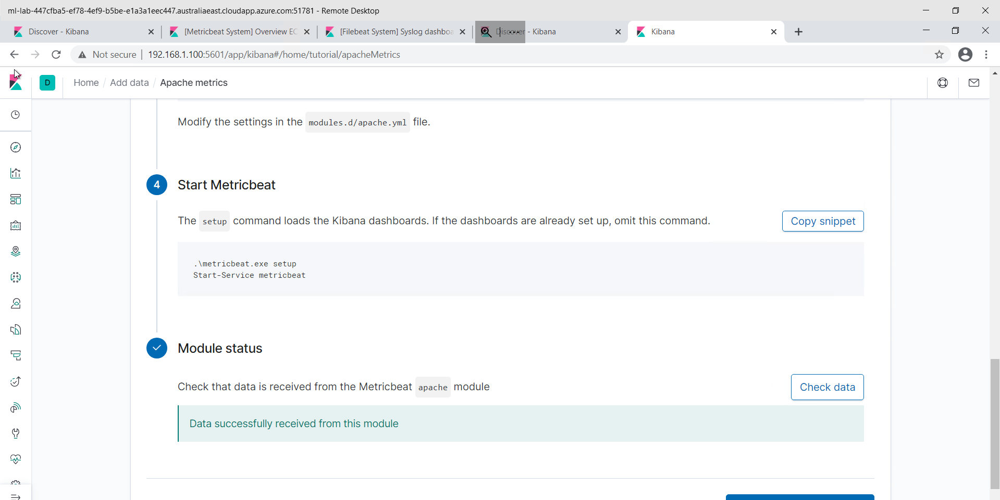 ml-lab-447cfba5-ef78-4ef9-b5be-e1a3a1eec447.australiaeast.cloudapp.azure.com:51781 - Remote Desktop
Discover - Kibana
[Metricbeat System] Overview EC
[Filebeat System] Syslog dashboa
Discover - Kibana
Kibana
Not secure
192.168.1.100:5601/app/kibana#/home/tutorial/apacheMetrics
D
Home / Add data / Apache metrics
Modify the settings in the modules.d/apache.yml file.
4 Start Metricbeat
The setup command loads the Kibana dashboards. If the dashboards are already set up, omit this command.
Copy snippet
.\metricbeat.exe setup
Start-Service metricbeat
Module status
Check that data is received from the Metricbeat apache module
Check data
Data successfully received from this module